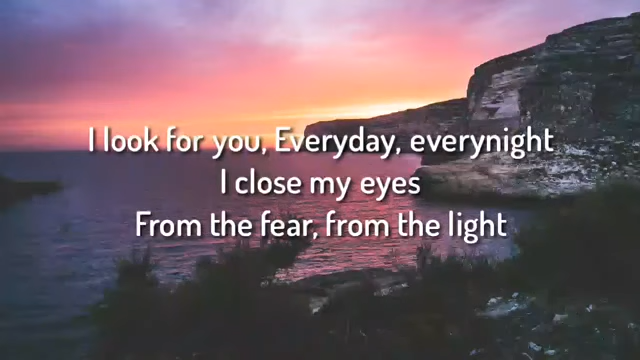 I look for you, Everyday, everynight
I close my eyes
From the fear, from the light